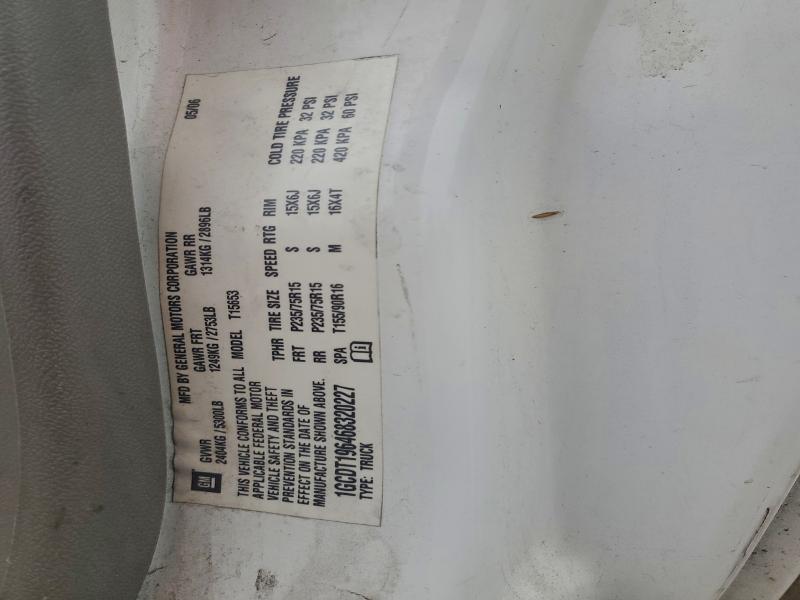 MFD BY GENERAL MOTORS CORPORATION 05/06
GM
GVWR GAWR FRT GAWR RR
2404KG / 5300LB 1249KG / 2753LB 1314KG / 2896LB
THIS VEHICLE CONFORMS TO ALL MODEL T15653
APPLICABLE FEDERAL MOTOR
VEHICLE SAFETY AND THEFT
PREVENTION STANDARDS IN
EFFECT ON THE DATE OF
MANUFACTURE SHOWN ABOVE.
1GCDT196468320227
TYPE: TRUCK
TPHR TIRE SIZE SPEED RTG RIM COLD TIRE PRESSURE
FRT P235/75R15 S 15X6J 220 KPA 32 PSI
RR P235/75R15 S 15X6J 220 KPA 32 PSI
SPA T155/90R16 M 16X4T 420 KPA 60 PSI